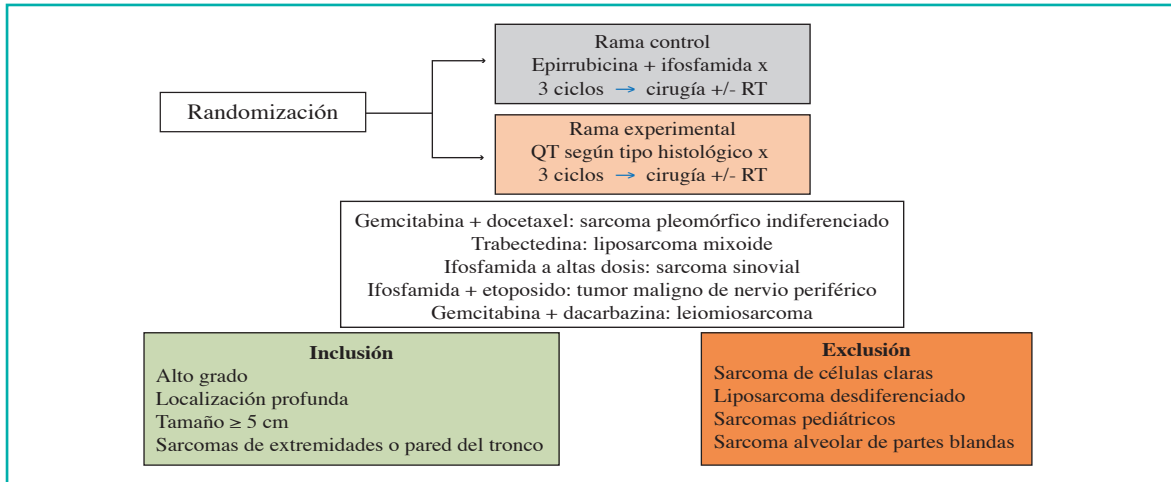 Rama control
Epirrubicina + ifosfamida x
3 ciclos → cirugía +/- RT
Randomización
Rama experimental
QT según tipo histológico x
3 ciclos → cirugía +/- RT
Gemcitabina + docetaxel: sarcoma pleomórfico indiferenciado
Trabectedina: liposarcoma mixoide
Ifosfamida a altas dosis: sarcoma sinovial
Ifosfamida + etoposido: tumor maligno de nervio periférico
Gemcitabina + dacarbazina: leiomiosarcoma
Inclusión
Alto grado
Localización profunda
Tamaño ≥ 5 cm
Sarcomas de extremidades o pared del tronco
Exclusión
Sarcoma de células claras
Liposarcoma desdiferenciado
Sarcomas pediátricos
Sarcoma alveolar de partes blandas